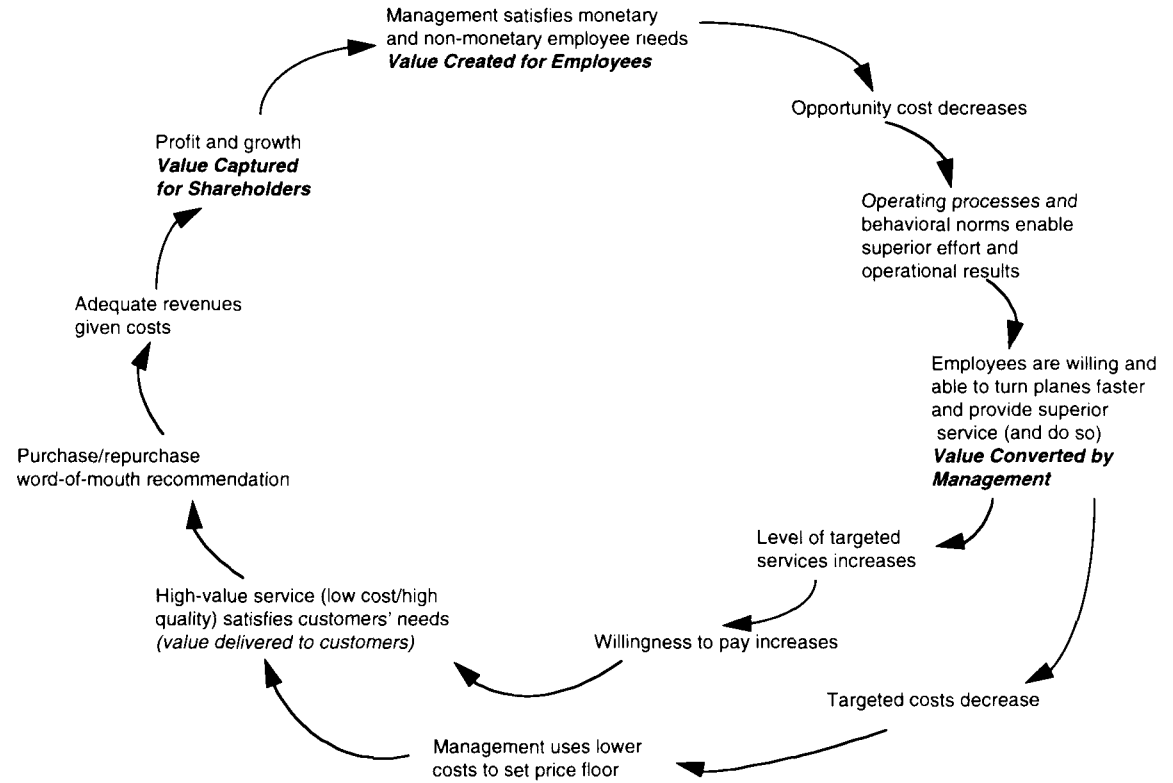 Management satisfies monetary
and non-monetary employee needs
Value Created for Employees
Opportunity cost decreases
Operating processes and
behavioral norms enable
superior effort and
operational results
Employees are willing and
able to turn planes faster
and provide superior
service (and do so)
Value Converted by
Management
Level of targeted
services increases
Willingness to pay increases
Targeted costs decrease
Management uses lower
costs to set price floor
High-value service (low cost/high
quality) satisfies customers' needs
(value delivered to customers)
Purchase/repurchase
word-of-mouth recommendation
Adequate revenues
given costs
Profit and growth
Value Captured
for Shareholders